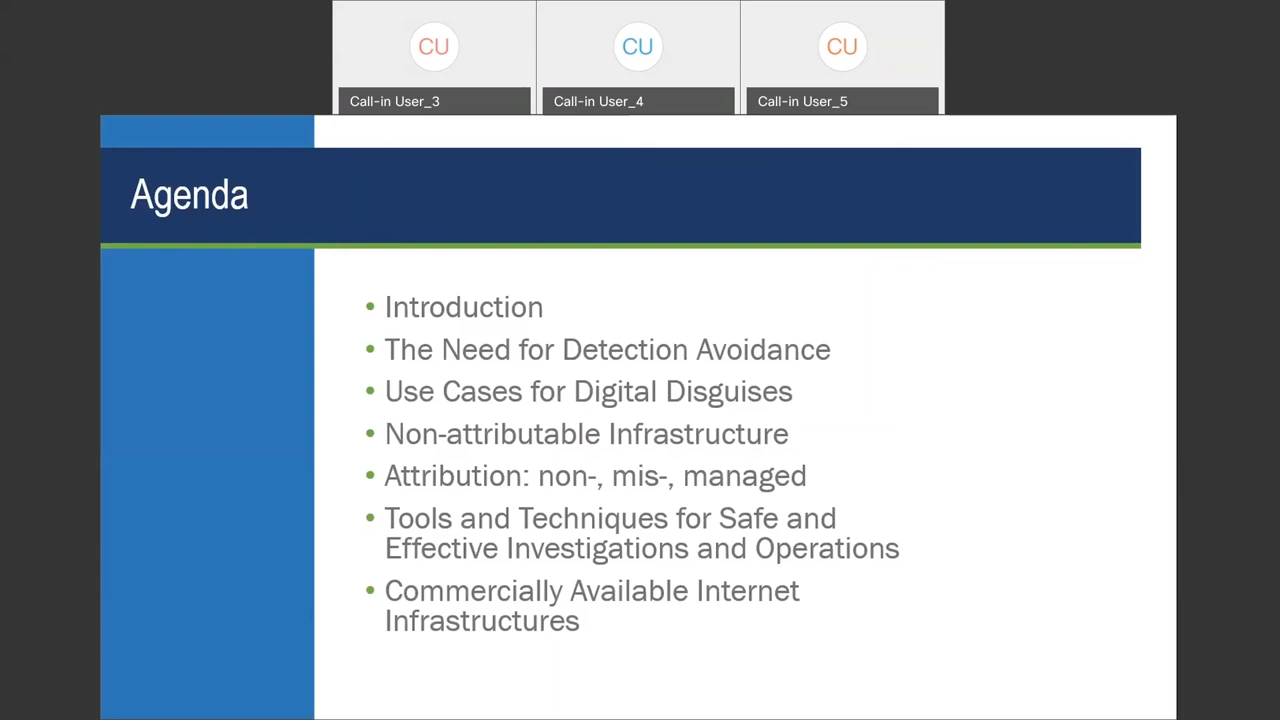 CU
CU
CU
Call-in User_3
Call-in User_4
Call-in User_5
Agenda
• Introduction
• The Need for Detection Avoidance
• Use Cases for Digital Disguises
• Non-attributable Infrastructure
• Attribution: non-, mis-, managed
• Tools and Techniques for Safe and
Effective Investigations and Operations
• Commercially Available Internet
Infrastructures